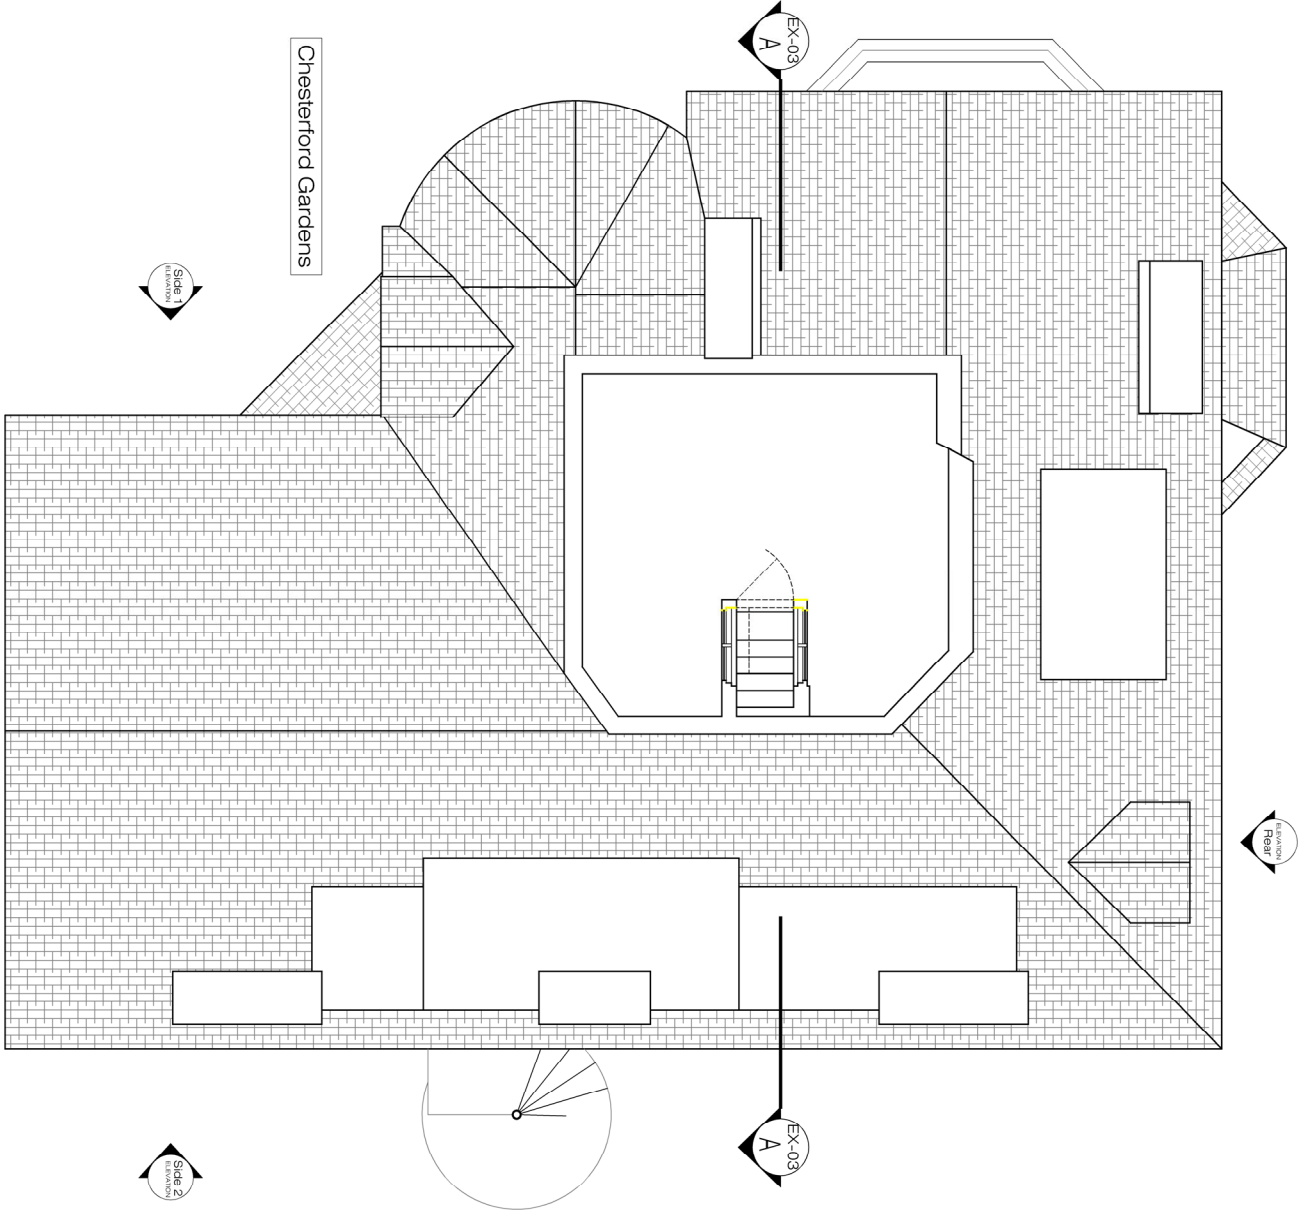 EX-03
A
Chesterford Gardens
Side 1
ELEVATION
ELEVATION
Rear
EX-03
A
Side 2
ELEVATION